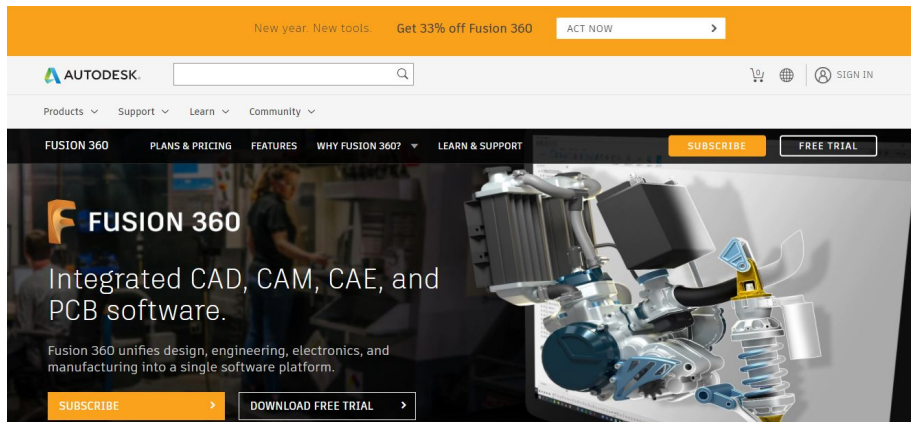 New year. New tools. Get 33% off Fusion 360 ACT NOW
AUTODESK. SIGN IN
Products Support Learn Community
FUSION 360 PLANS & PRICING FEATURES WHY FUSION 360? LEARN & SUPPORT SUBSCRIBE FREE TRIAL
FUSION 360
Integrated CAD, CAM, CAE, and
PCB software.
Fusion 360 unifies design, engineering, electronics, and
manufacturing into a single software platform.
SUBSCRIBE DOWNLOAD FREE TRIAL